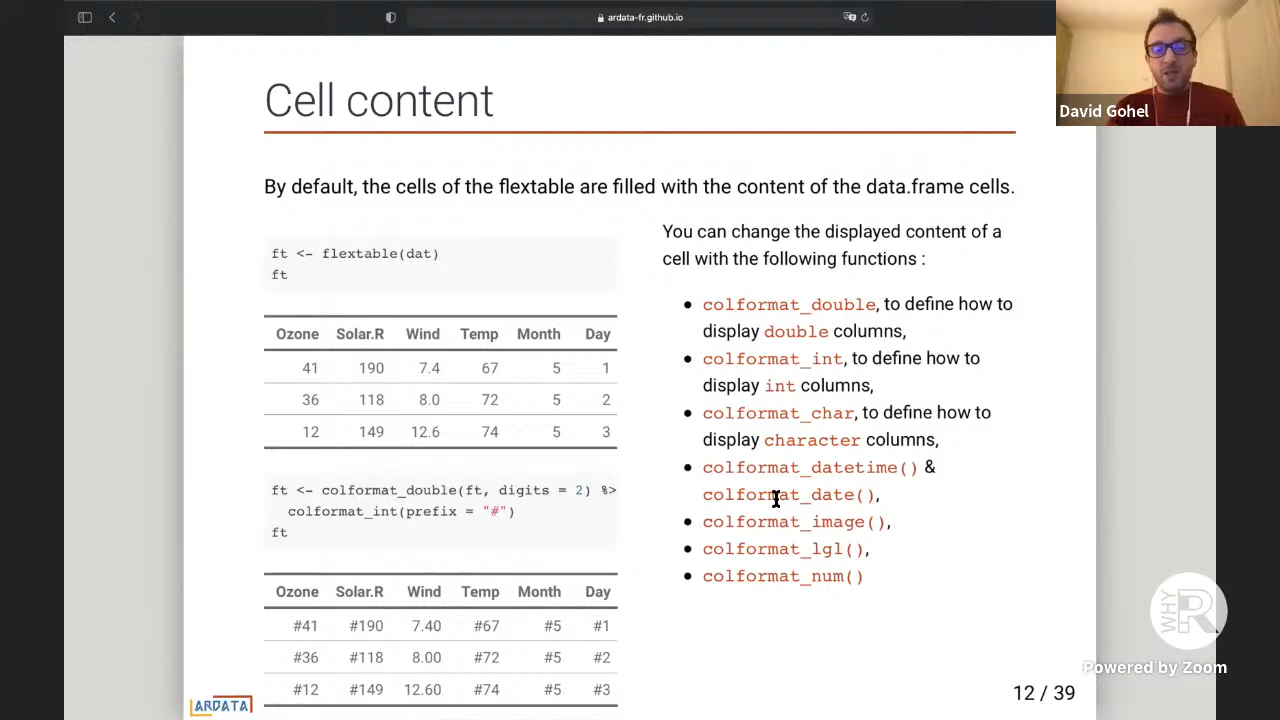 ardata-fr.github.io
David Gohel
Cell content
By default, the cells of the flextable are filled with the content of the data.frame cells.
ft <- flextable(dat)
ft
Ozone Solar.R Wind Temp Month Day
41 190 7.4 67 5 1
36 118 8.0 72 5 2
12 149 12.6 74 5 3
ft <- colformat_double(ft, digits = 2) %>
colformat_int(prefix = "#")
ft
Ozone Solar.R Wind Temp Month Day
#41 #190 7.40 #67 #5 #1
#36 #118 8.00 #72 #5 #2
#12 #149 12.60 #74 #5 #3
You can change the displayed content of a
cell with the following functions :
• colformat_double, to define how to
display double columns,
• colformat_int, to define how to
display int columns,
• colformat_char, to define how to
display character columns,
• colformat_datetime() &
colformat_date(),
• colformat_image(),
• colformat_lgl(),
• colformat_num()
WHY R
Powered by Zoom
ARDATA
12 / 39